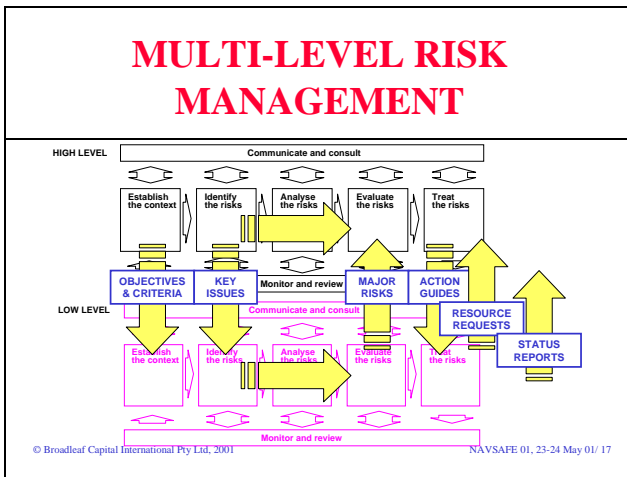 MULTI-LEVEL RISK
MANAGEMENT
HIGH LEVEL
Communicate and consult
Establish
the context
Identify
the risks
Analyse
the risks
Evaluate
the risks
Treat
the risks
OBJECTIVES
& CRITERIA
KEY
ISSUES
Monitor and review
MAJOR
RISKS
ACTION
GUIDES
LOW LEVEL
Communicate and consult
RESOURCE
REQUESTS
STATUS
REPORTS
Establish
the context
Identify
the risks
Analyse
the risks
Evaluate
the risks
Treat
the risks
Monitor and review
© Broadleaf Capital International Pty Ltd, 2001
NAVSAFE 01, 23-24 May 01/ 17